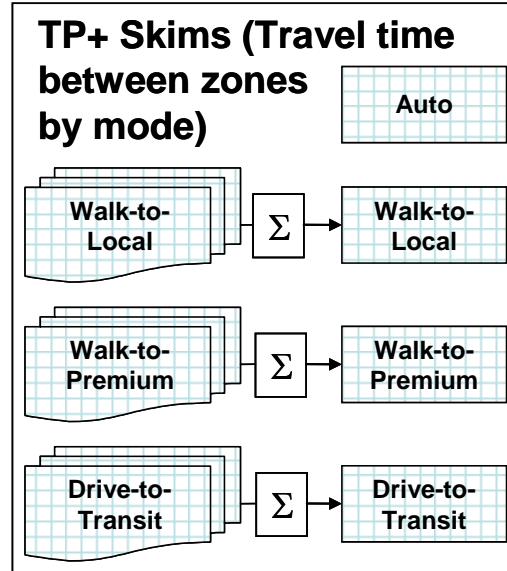 TP+ Skims (Travel time
between zones
by mode)
Auto
Walk-to-
Local
Σ
Walk-to-
Local
Walk-to-
Premium
Σ
Walk-to-
Premium
Drive-to-
Transit
Σ
Drive-to-
Transit